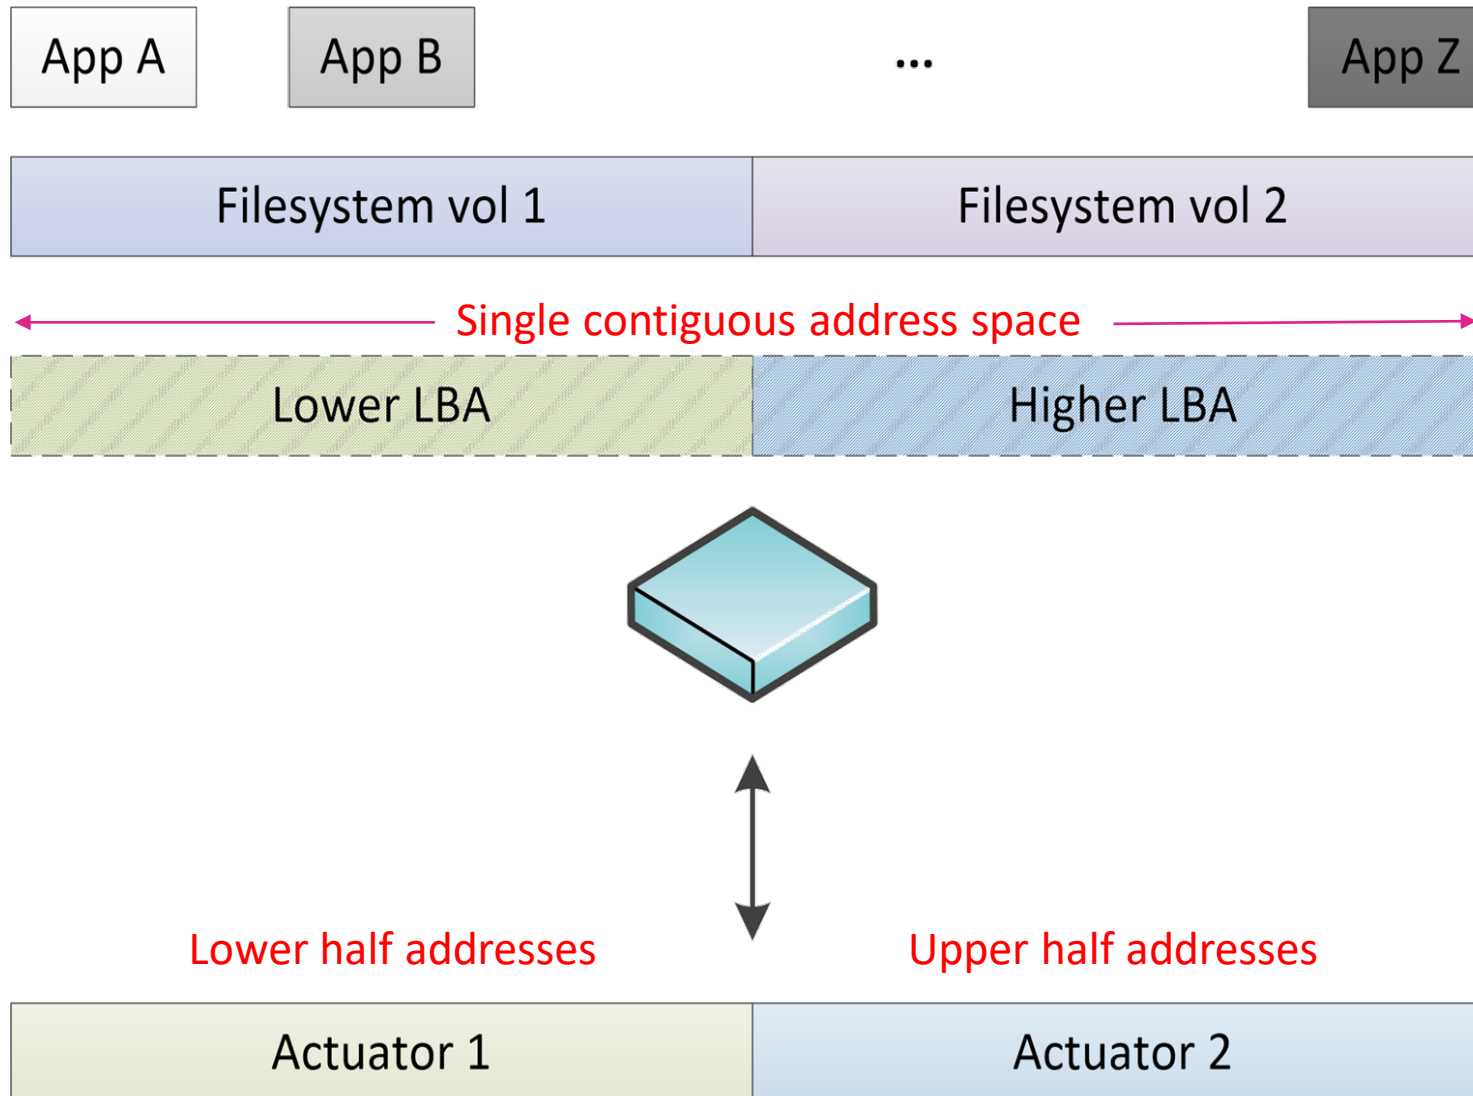 App A
App B
...
App Z
Filesystem vol 1
Filesystem vol 2
Single contiguous address space
Lower LBA
Higher LBA
Lower half addresses
Upper half addresses
Actuator 1
Actuator 2